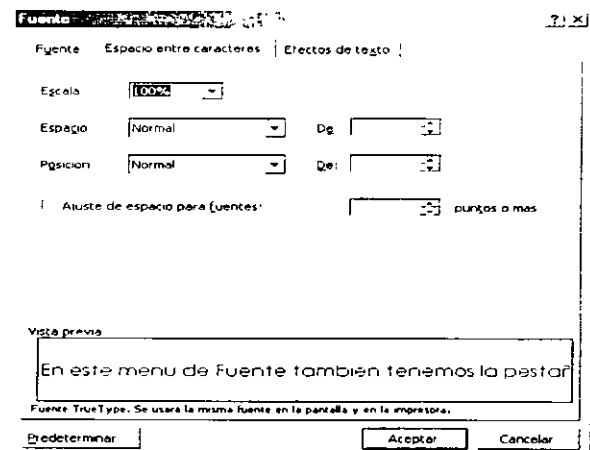 Fuente
Fuente Espacio entre caracteres Efectos de texto
Escala 100%
Espacio Normal De
Posicion Normal De:
Ajuste de espacio para fuentes: puntos o mas
Vista previa
En este menu de Fuente tambien tenemos la pestañ
Fuente TrueType. Se usara la misma fuente en la pantalla y en la impresora.
Predeterminar Aceptar Cancelar